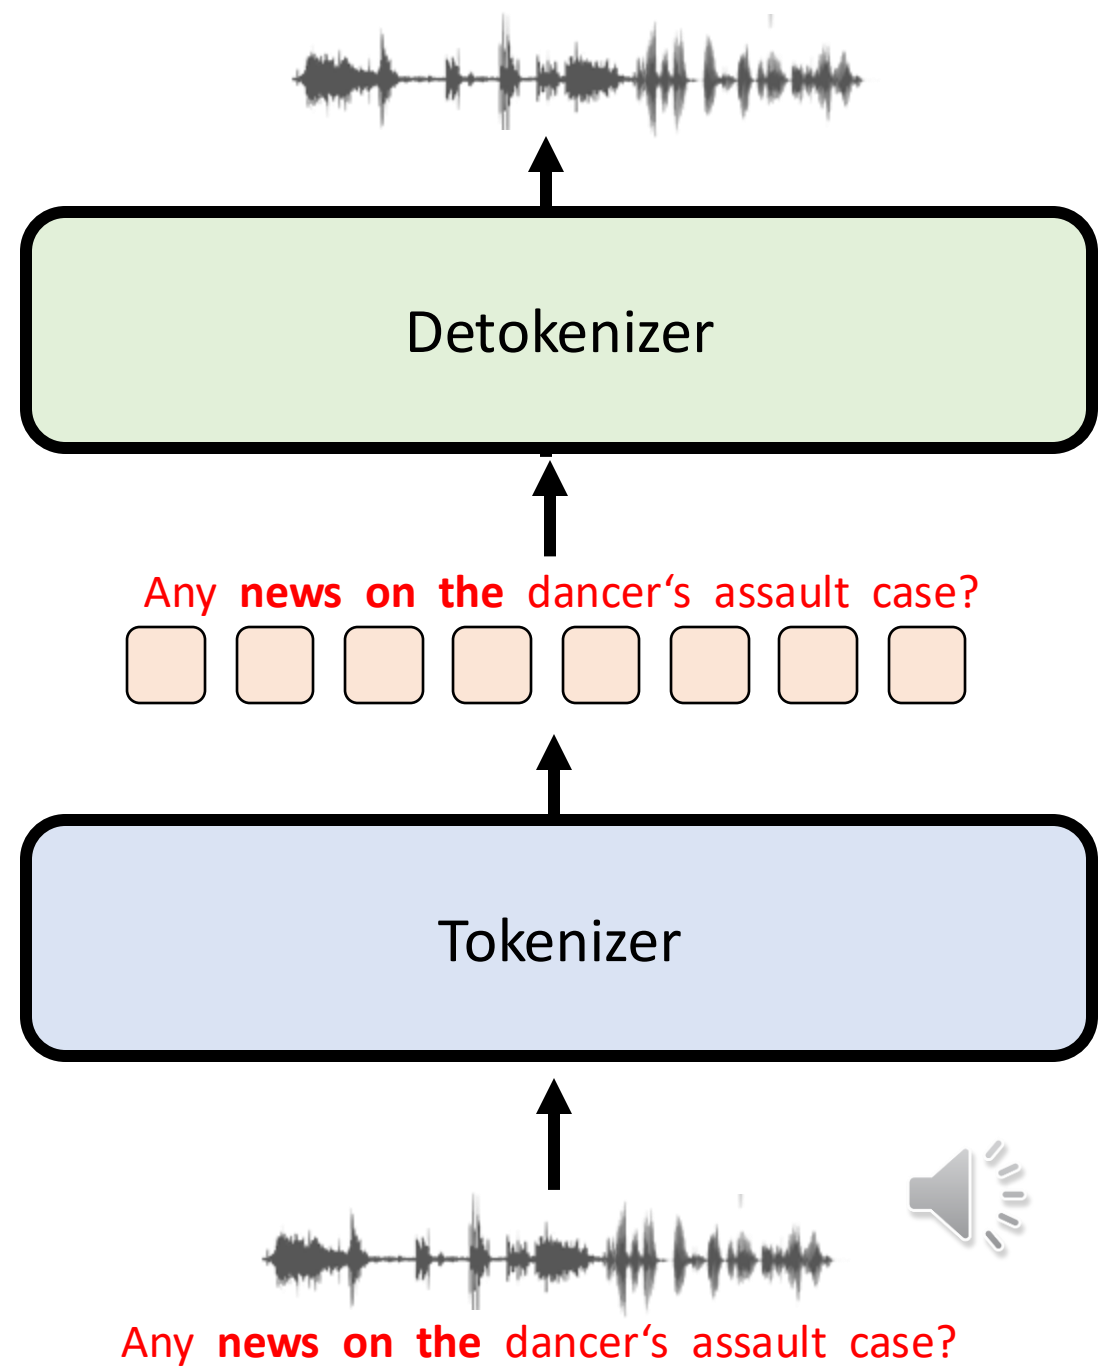 Detokenizer
Any news on the dancer‘s assault case?
Tokenizer
Any news on the dancer‘s assault case?